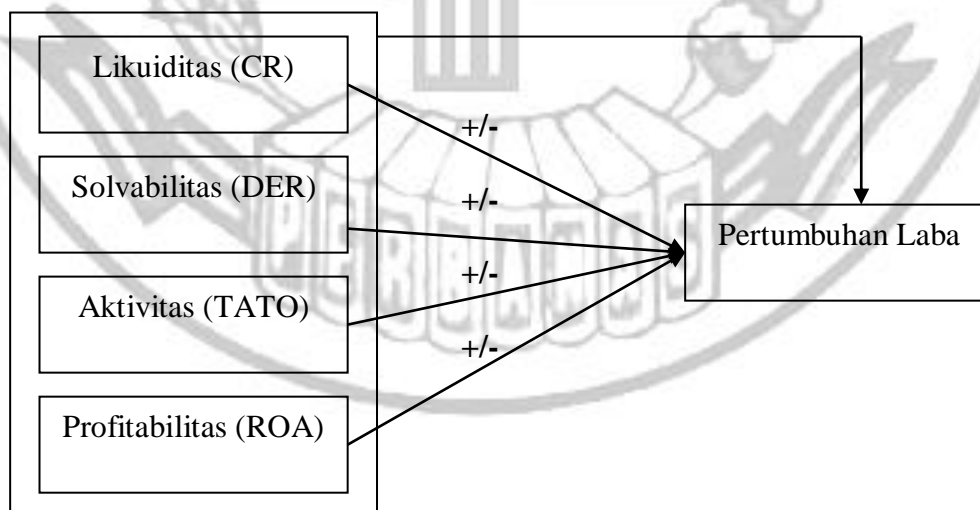 Likuiditas (CR)
+/-
Solvabilitas (DER)
+/-
Pertumbuhan Laba
+/-
Aktivitas (TATO)
+/-
Profitabilitas (ROA)